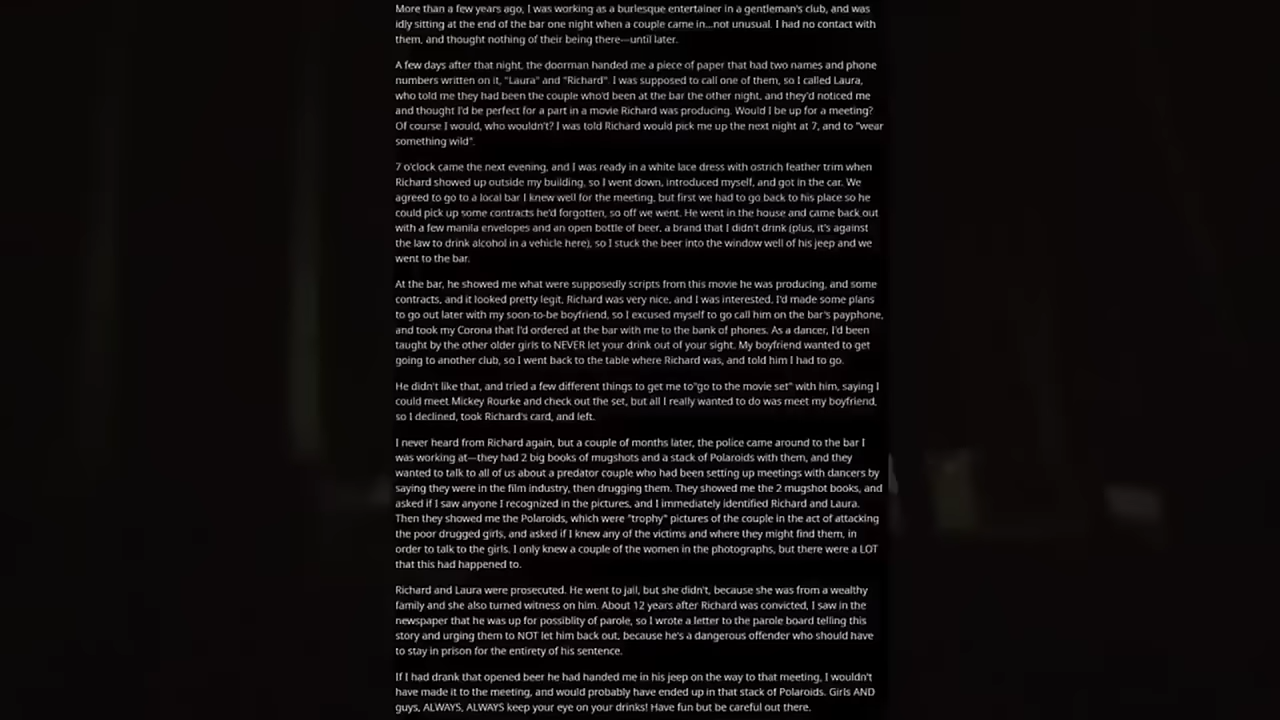 More than a few years ago, I was working as a burlesque entertainer in a gentleman's club, and was
idly sitting at the end of the bar one night when a couple came in...not unusual. I had no contact with
them, and thought nothing of their being there—until later.
A few days after that night, the doorman handed me a piece of paper that had two names and phone
numbers written on it, "Laura" and "Richard". I was supposed to call one of them, so I called Laura,
who told me they had been the couple who'd been at the bar the other night, and they'd noticed me
and thought I'd be perfect for a part in a movie Richard was producing. Would I be up for a meeting?
Of course I would, who wouldn't? I was told Richard would pick me up the next night at 7, and to "wear
something wild".
7 o'clock came the next evening, and I was ready in a white lace dress with ostrich feather trim when
Richard showed up outside my building, so I went down, introduced myself, and got in the car. We
agreed to go to a local bar I knew well for the meeting, but first we had to go back to his place so he
could pick up some contracts he'd forgotten, so off we went. He went in the house and came back out
with a few manila envelopes and an open bottle of beer, a brand that I didn't drink (plus, it's against
the law to drink alcohol in a vehicle here), so I stuck the beer into the window well of his jeep and we
went to the bar.
At the bar, he showed me what were supposedly scripts from this movie he was producing, and some
contracts, and it looked pretty legit. Richard was very nice, and I was interested. I'd made some plans
to go out later with my soon-to-be boyfriend, so I excused myself to go call him on the bar's payphone,
and took my Corona that I'd ordered at the bar with me to the bank of phones. As a dancer, I'd been
taught by the other older girls to NEVER let your drink out of your sight. My boyfriend wanted to get
going to another club, so I went back to the table where Richard was, and told him I had to go.
He didn't like that, and tried a few different things to get me to"go to the movie set" with him, saying I
could meet Mickey Rourke and check out the set, but all I really wanted to do was meet my boyfriend,
so I declined, took Richard's card, and left.
I never heard from Richard again, but a couple of months later, the police came around to the bar I
was working at—they had 2 big books of mugshots and a stack of Polaroids with them, and they
wanted to talk to all of us about a predator couple who had been setting up meetings with dancers by
saying they were in the film industry, then drugging them. They showed me the 2 mugshot books, and
asked if I saw anyone I recognized in the pictures, and I immediately identified Richard and Laura.
Then they showed me the Polaroids, which were "trophy" pictures of the couple in the act of attacking
the poor drugged girls, and asked if I knew any of the victims and where they might find them, in
order to talk to the girls. I only knew a couple of the women in the photographs, but there were a LOT
that this had happened to.
Richard and Laura were prosecuted. He went to jail, but she didn't, because she was from a wealthy
family and she also turned witness on him. About 12 years after Richard was convicted, I saw in the
newspaper that he was up for possiblity of parole, so I wrote a letter to the parole board telling this
story and urging them to NOT let him back out, because he's a dangerous offender who should have
to stay in prison for the entirety of his sentence.
If I had drank that opened beer he had handed me in his jeep on the way to that meeting, I wouldn't
have made it to the meeting, and would probably have ended up in that stack of Polaroids. Girls AND
guys, ALWAYS, ALWAYS keep your eye on your drinks! Have fun but be careful out there.